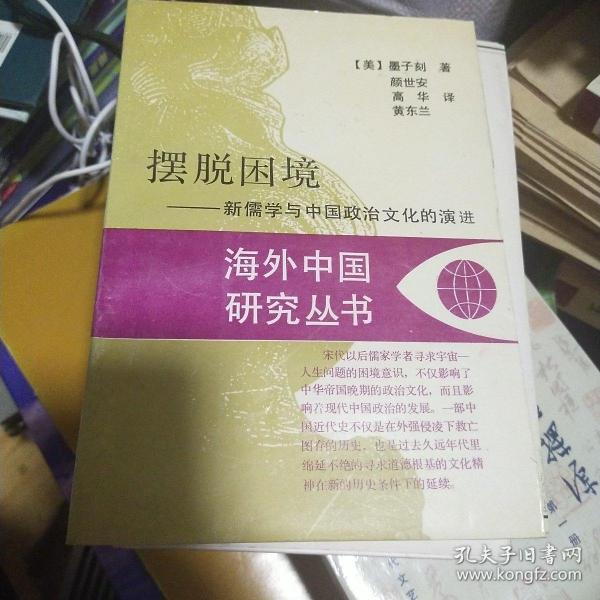 【美】墨子刻 著
颜世安
高 华 译
黄东兰
摆脱困境
——新儒学与中国政治文化的演进
海外中国
研究丛书
宋代以后儒家学者寻求宇宙—
人生问题的困境意识，不仅影响了
中华帝国晚期的政治文化，而且影
响着现代中国政治的发展。一部中
国近代史不仅是在外强侵凌下救亡
图存的历史，也是过去久远年代里
绵延不绝的寻求道德根基的文化精
神在新的历史条件下的延续。
第一册
代文艺
孔夫子旧书网
www.kongfz.com